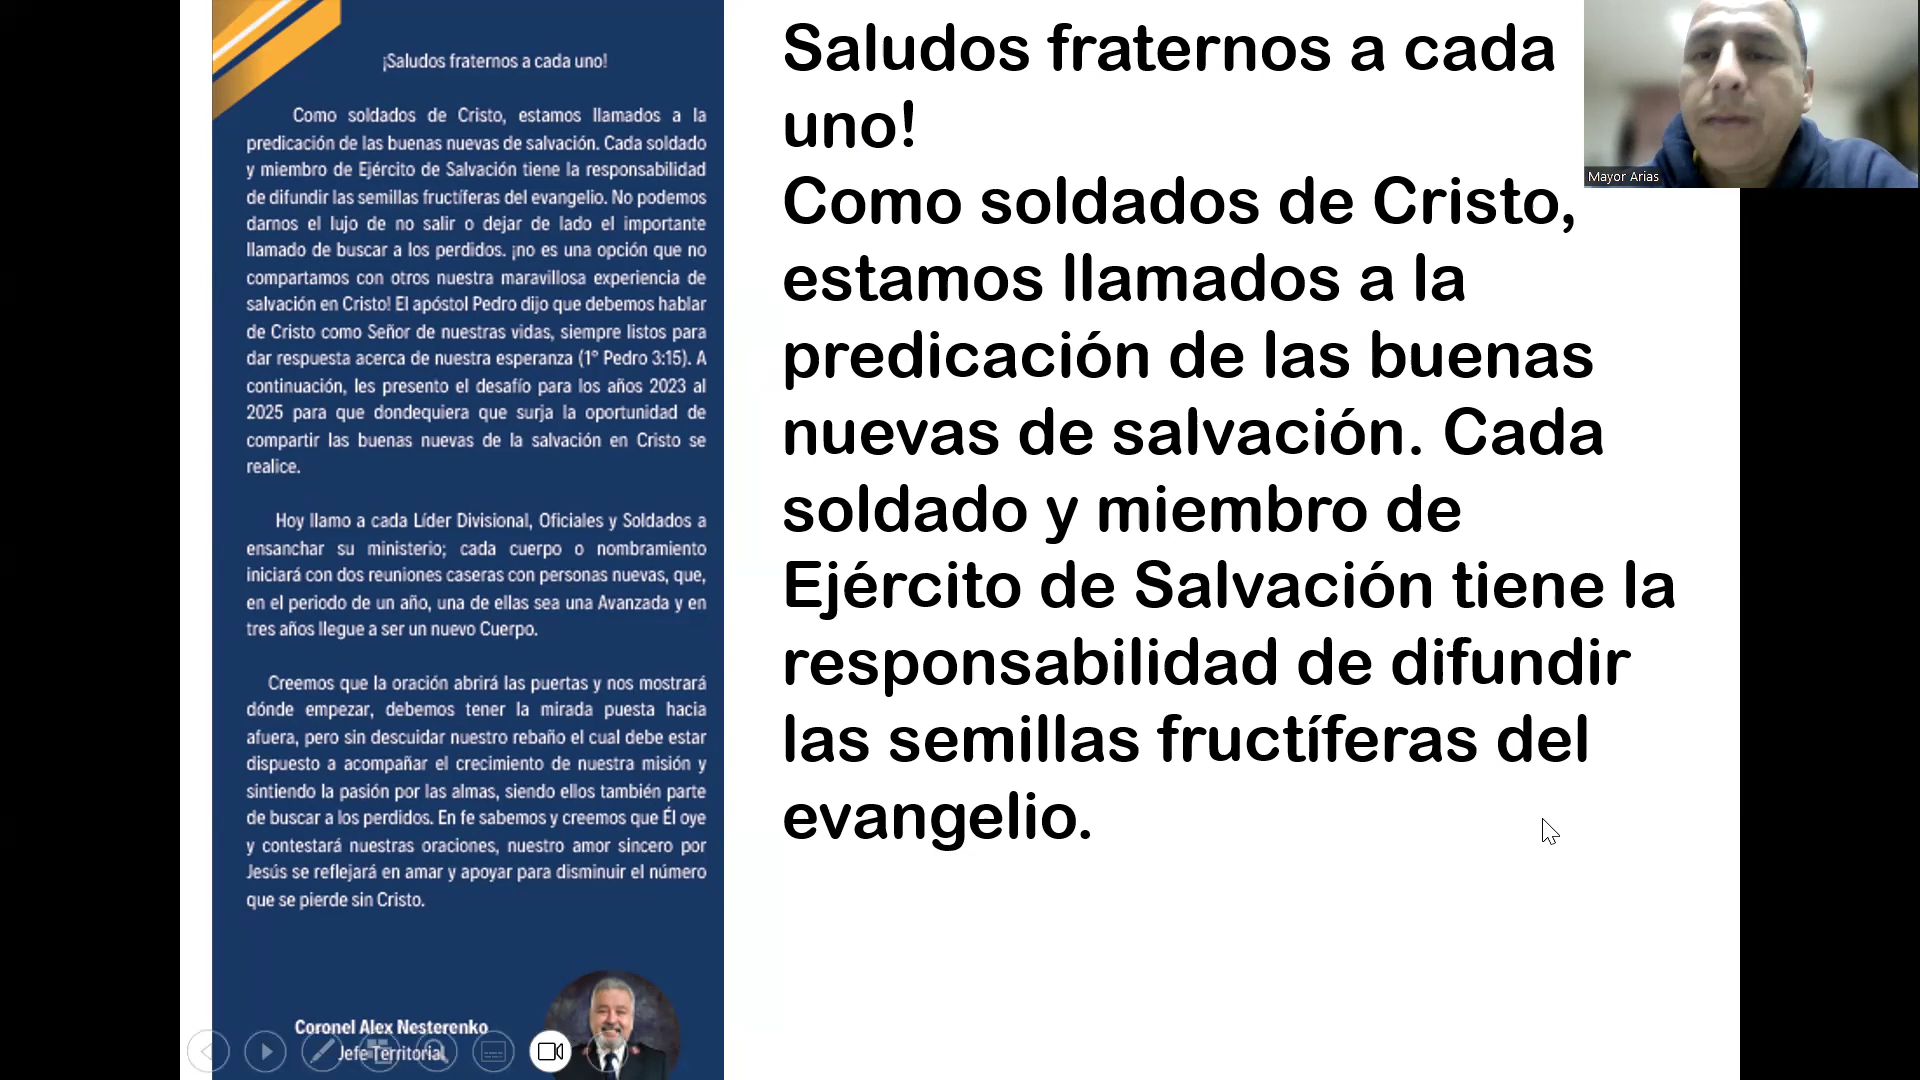 ¡Saludos fraternos a cada uno!
Como soldados de Cristo, estamos llamados a la
predicación de las buenas nuevas de salvación. Cada soldado
y miembro de Ejército de Salvación tiene la responsabilidad
de difundir las semillas fructíferas del evangelio. No podemos
darnos el lujo de no salir o dejar de lado el importante
llamado de buscar a los perdidos. ¡no es una opción que no
compartamos con otros nuestra maravillosa experiencia de
salvación en Cristo! El apóstol Pedro dijo que debemos hablar
de Cristo como Señor de nuestras vidas, siempre listos para
dar respuesta acerca de nuestra esperanza (1° Pedro 3:15). A
continuación, les presento el desafío para los años 2023 al
2025 para que dondequiera que surja la oportunidad de
compartir las buenas nuevas de la salvación en Cristo se
realice.
Hoy llamo a cada Líder Divisional, Oficiales y Soldados a
ensanchar su ministerio; cada cuerpo o nombramiento
iniciará con dos reuniones caseras con personas nuevas, que,
en el periodo de un año, una de ellas sea una Avanzada y en
tres años llegue a ser un nuevo Cuerpo.
Creemos que la oración abrirá las puertas y nos mostrará
dónde empezar, debemos tener la mirada puesta hacia
afuera, pero sin descuidar nuestro rebaño el cual debe estar
dispuesto a acompañar el crecimiento de nuestra misión y
sintiendo la pasión por las almas, siendo ellos también parte
de buscar a los perdidos. En fe sabemos y creemos que Él oye
y contestará nuestras oraciones, nuestro amor sincero por
Jesús se reflejará en amar y apoyar para disminuir el número
que se pierde sin Cristo.
Coronel Alex Nesterenko
Jefe Territorial
Saludos fraternos a cada
uno!
Como soldados de Cristo,
estamos llamados a la
predicación de las buenas
nuevas de salvación. Cada
soldado y miembro de
Ejército de Salvación tiene la
responsabilidad de difundir
las semillas fructíferas del
evangelio.
Mayor Arias